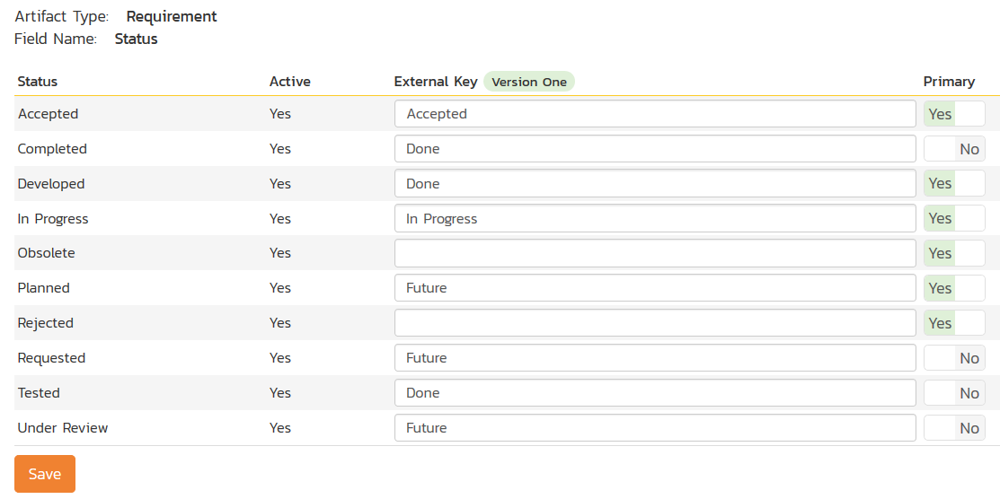 Artifact Type: Requirement
Field Name: Status
Status Active External Key Version One Primary
Accepted Yes Accepted Yes
Completed Yes Done No
Developed Yes Done Yes
In Progress Yes In Progress Yes
Obsolete Yes Yes
Planned Yes Future Yes
Rejected Yes Yes
Requested Yes Future No
Tested Yes Done No
Under Review Yes Future No
Save